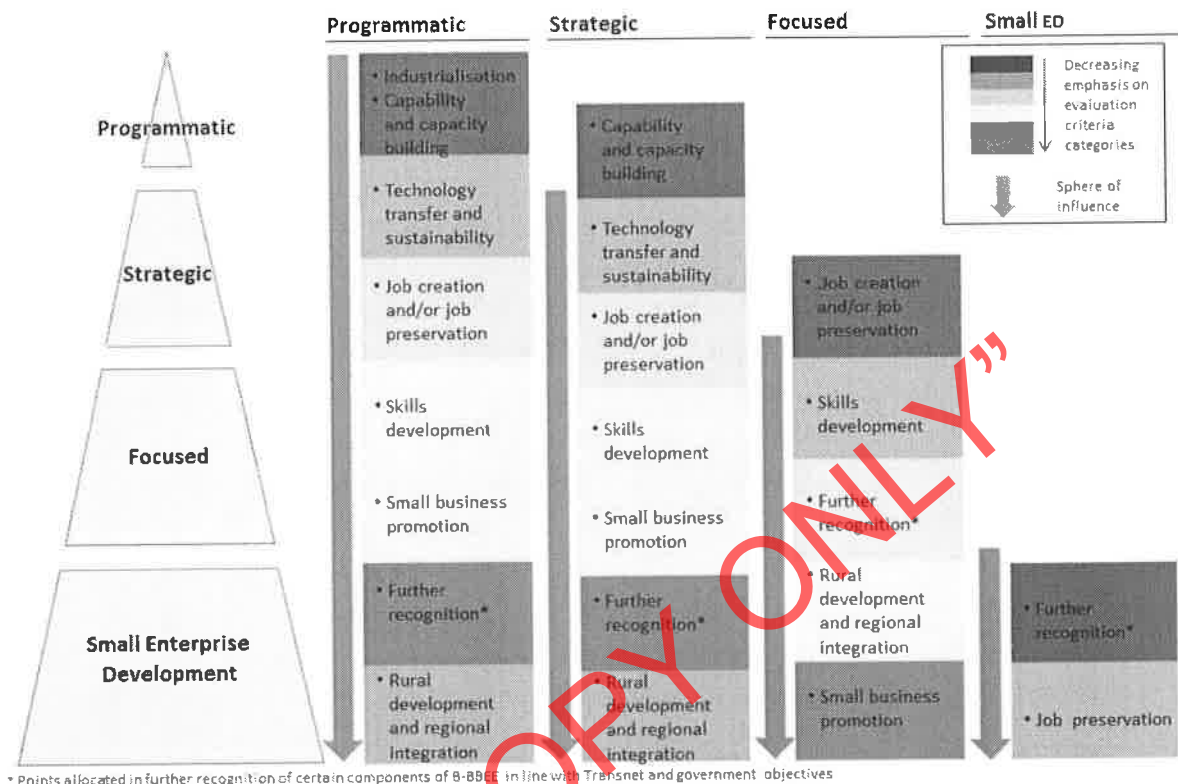 Programmatic
Strategic
Focused
Small ED
Programmatic
Strategic
Focused
Small Enterprise
Development
• Industrialisation
• Capability
and capacity
building
• Technology
transfer and
sustainability
• Job creation
and/or job
preservation
• Skills
development
• Small business
promotion
• Further
recognition*
• Rural
development
and regional
integration
• Capability
and capacity
building
• Technology
transfer and
sustainability
• Job creation
and/or job
preservation
• Skills
development
• Small business
promotion
• Further
recognition*
• Rural
development
and regional
integration
• Job creation
and/or job
preservation
• Skills
development
• Further
recognition*
• Rural
development
and regional
integration
• Small business
promotion
• Further
recognition*
• Job preservation
Decreasing
emphasis on
evaluation
criteria
categories
Sphere of
influence
OPY ONLY”
* Points allocated in further recognition of certain components of B-BBEE in line with Transnet and government objectives